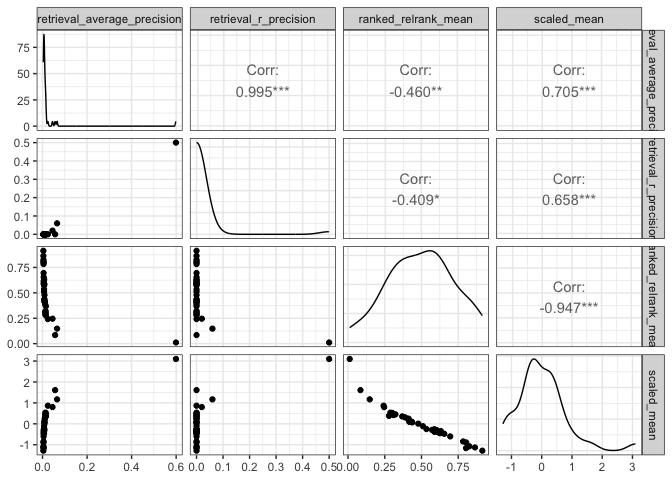 retrieval_average_precision
retrieval_r_precision
ranked_relrank_mean
scaled_mean
75
50
25
0
Corr:
0.995***
Corr:
-0.460**
Corr:
0.705***
eval_average_preci
0.5
0.4
0.3
0.2
0.1
0.0
Corr:
-0.409*
Corr:
0.658***
etrieval_r_precision
0.75
0.50
0.25
0.00
Corr:
-0.947***
anked_relrank_mea
3
2
1
0
-1
scaled_mean
0.0 0.2 0.4 0.6
0.0 0.1 0.2 0.3 0.4 0.5
0.00 0.25 0.50 0.75
-1 0 1 2 3